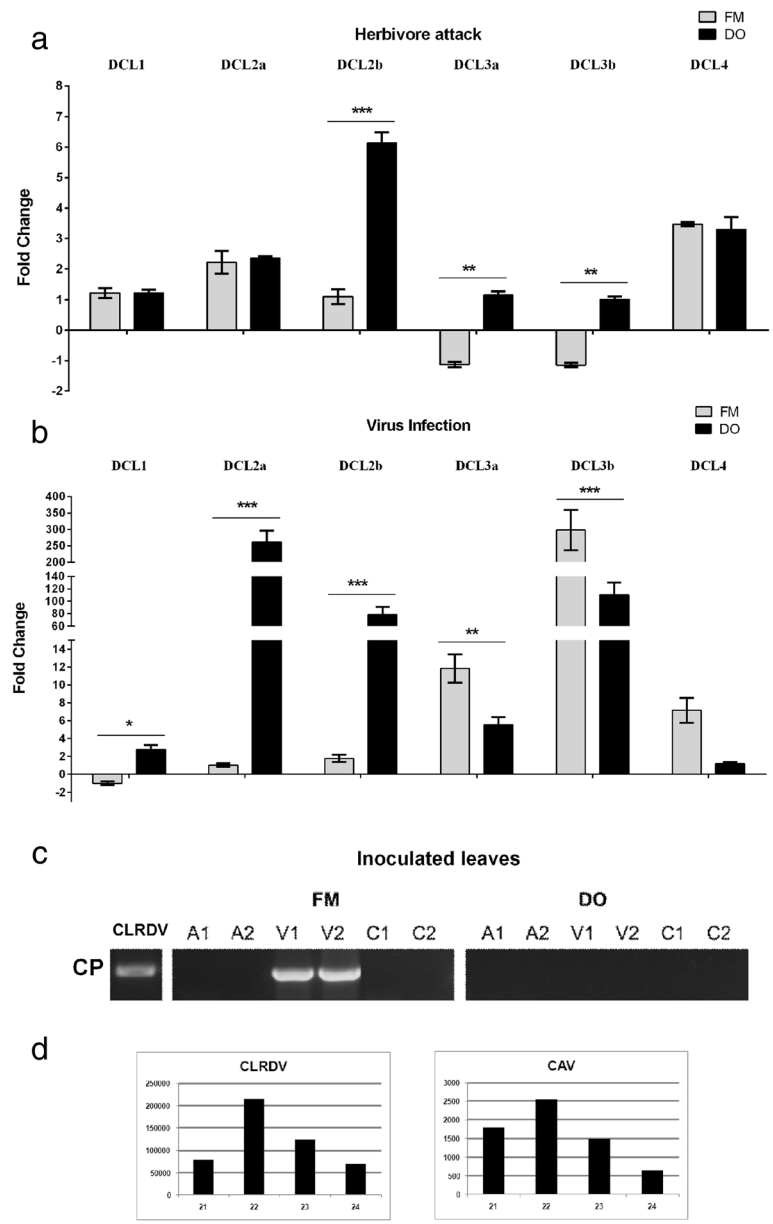 a
Herbivore attack
FM
DO
DCL1 DCL2a DCL2b DCL3a DCL3b DCL4
Fold Change
8
7
6
5
4
3
2
1
0
-1
-2
***
**
**
b
Virus Infection
FM
DO
DCL1 DCL2a DCL2b DCL3a DCL3b DCL4
Fold Change
400
350
300
250
200
140
120
100
80
60
14
12
10
8
6
4
2
0
-2
*
***
***
**
***
c
Inoculated leaves
FM DO
CLRDV A1 A2 V1 V2 C1 C2 A1 A2 V1 V2 C1 C2
CP
d
CLRDV
250000
200000
150000
100000
50000
0
21 22 23 24
CAV
3000
2500
2000
1500
1000
500
0
21 22 23 24